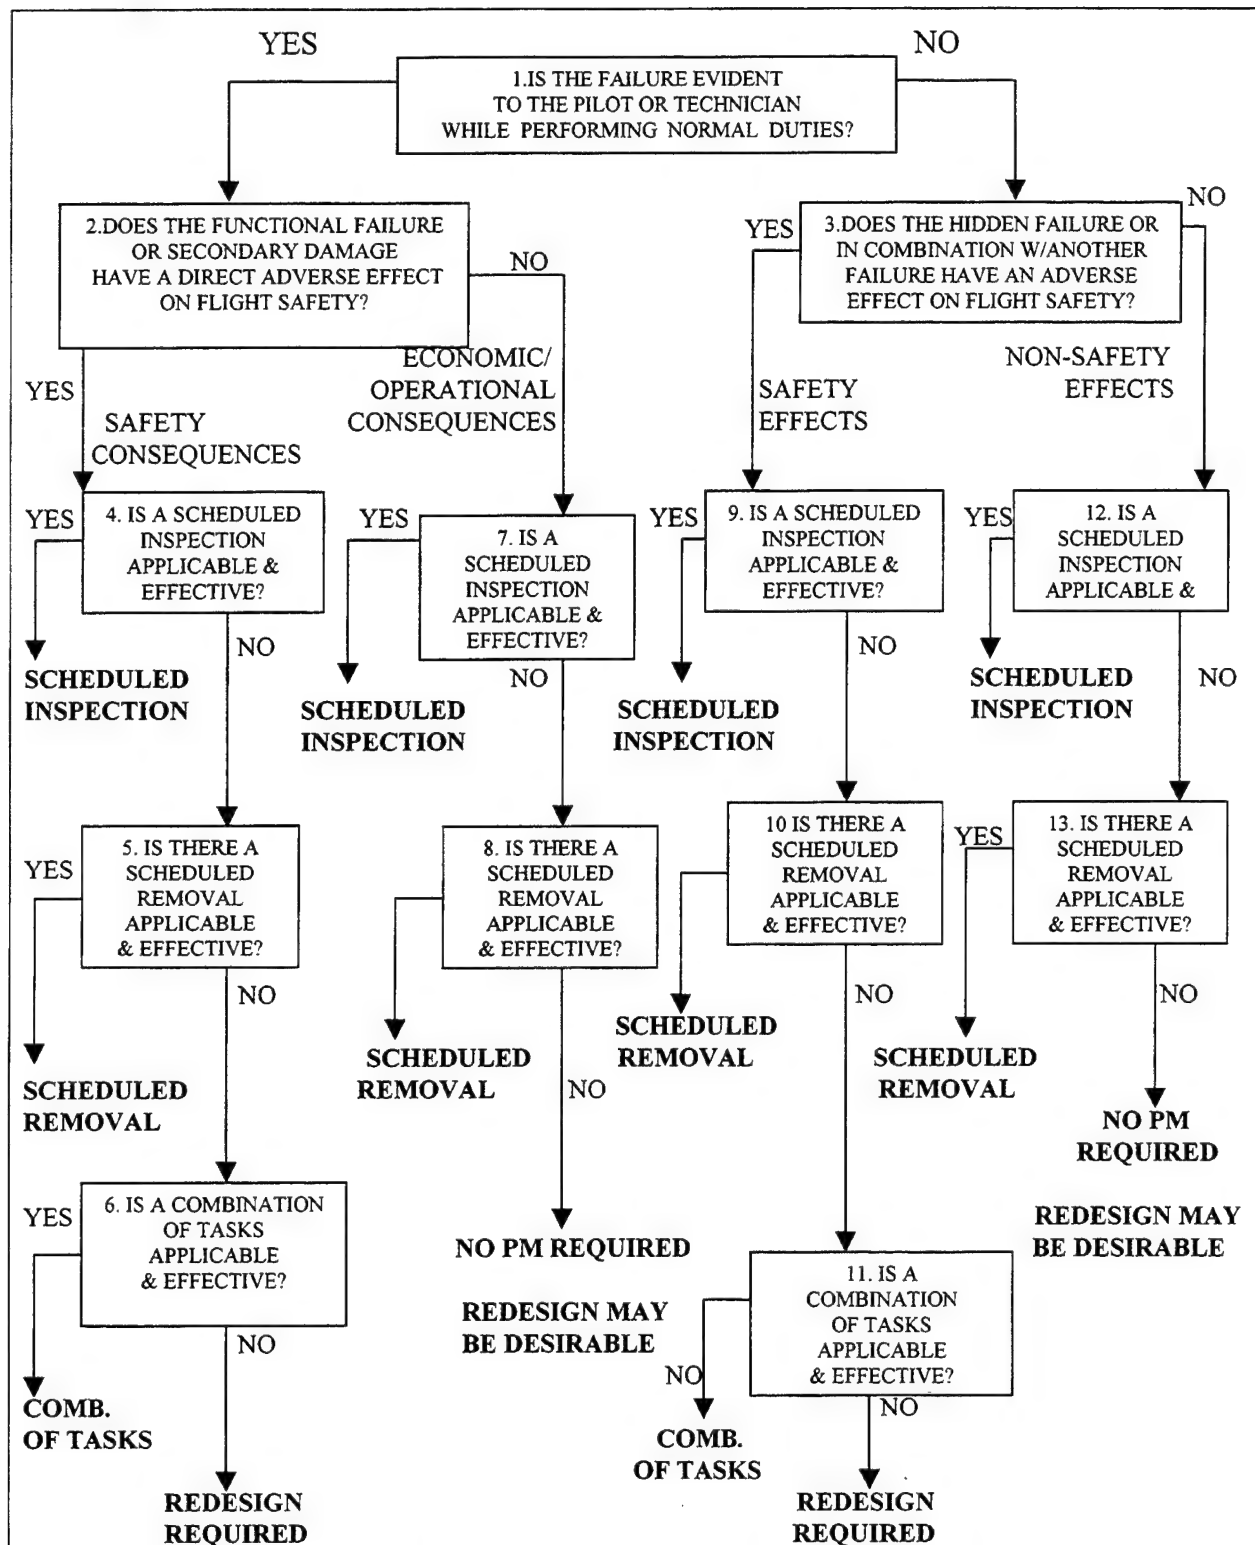 YES
NO
1.IS THE FAILURE EVIDENT
TO THE PILOT OR TECHNICIAN
WHILE PERFORMING NORMAL DUTIES?
2.DOES THE FUNCTIONAL FAILURE
OR SECONDARY DAMAGE
HAVE A DIRECT ADVERSE EFFECT
ON FLIGHT SAFETY?
NO
YES
3.DOES THE HIDDEN FAILURE OR
IN COMBINATION W/ANOTHER
FAILURE HAVE AN ADVERSE
EFFECT ON FLIGHT SAFETY?
NO
YES
SAFETY
CONSEQUENCES
ECONOMIC/
OPERATIONAL
CONSEQUENCES
SAFETY
EFFECTS
NON-SAFETY
EFFECTS
YES
4. IS A SCHEDULED
INSPECTION
APPLICABLE &
EFFECTIVE?
NO
SCHEDULED
INSPECTION
YES
7. IS A
SCHEDULED
INSPECTION
APPLICABLE &
EFFECTIVE?
NO
SCHEDULED
INSPECTION
YES
9. IS A SCHEDULED
INSPECTION
APPLICABLE &
EFFECTIVE?
NO
SCHEDULED
INSPECTION
YES
12. IS A
SCHEDULED
INSPECTION
APPLICABLE &
NO
SCHEDULED
INSPECTION
YES
5. IS THERE A
SCHEDULED
REMOVAL
APPLICABLE
& EFFECTIVE?
NO
SCHEDULED
REMOVAL
8. IS THERE A
SCHEDULED
REMOVAL
APPLICABLE
& EFFECTIVE?
NO
SCHEDULED
REMOVAL
10 IS THERE A
SCHEDULED
REMOVAL
APPLICABLE
& EFFECTIVE?
NO
SCHEDULED
REMOVAL
YES
13. IS THERE A
SCHEDULED
REMOVAL
APPLICABLE
& EFFECTIVE?
NO
SCHEDULED
REMOVAL
NO PM
REQUIRED
REDESIGN MAY
BE DESIRABLE
YES
6. IS A COMBINATION
OF TASKS
APPLICABLE
& EFFECTIVE?
NO
COMB.
OF TASKS
REDESIGN
REQUIRED
NO PM REQUIRED
REDESIGN MAY
BE DESIRABLE
11. IS A
COMBINATION
OF TASKS
APPLICABLE
& EFFECTIVE?
NO
NO
COMB.
OF TASKS
REDESIGN
REQUIRED